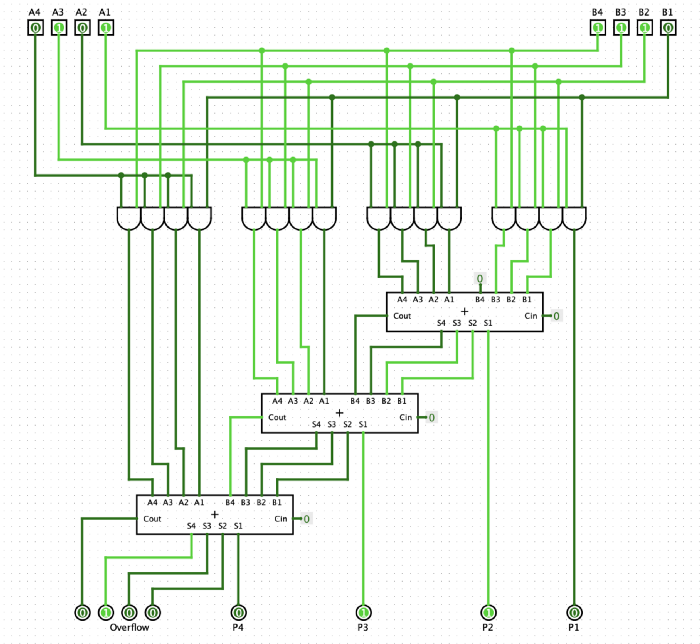 A4 A3 A2 A1 B4 B3 B2 B1
0 1 0 1 1 1 1 0
0
A4 A3 A2 A1 B4 B3 B2 B1
+
Cout Cin 0
S4 S3 S2 S1
A4 A3 A2 A1 B4 B3 B2 B1
+
Cout Cin 0
S4 S3 S2 S1
A4 A3 A2 A1 B4 B3 B2 B1
+
Cout Cin 0
S4 S3 S2 S1
0 1 0 0 0 1 1 0
Overflow P4 P3 P2 P1